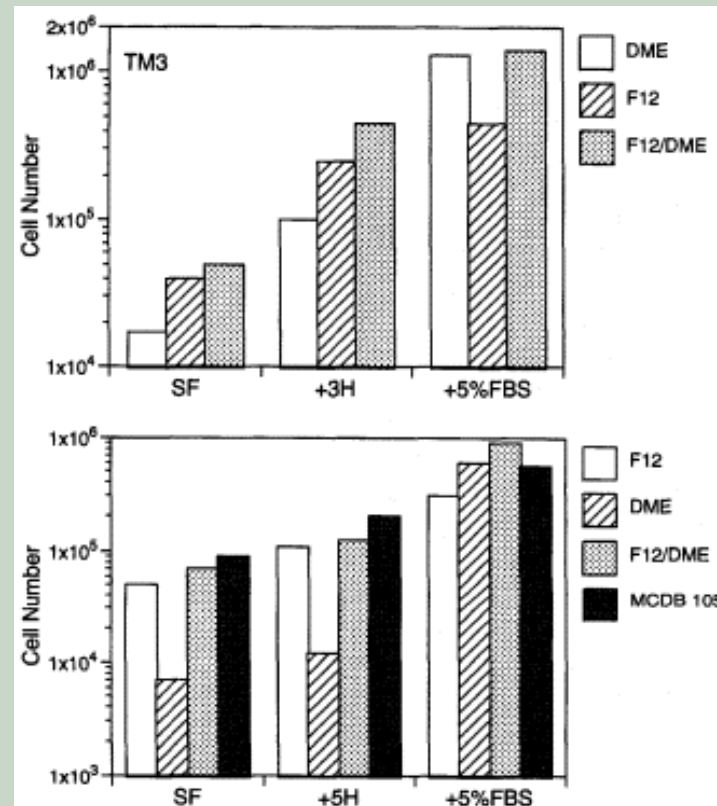 2x10⁶
1x10⁶
1x10⁵
1x10⁴
Cell Number
TM3
SF
+3H
+5%FBS
DME
F12
F12/DME
1x10⁶
1x10⁵
1x10⁴
1x10³
Cell Number
SF
+5H
+5%FBS
F12
DME
F12/DME
MCDB 105